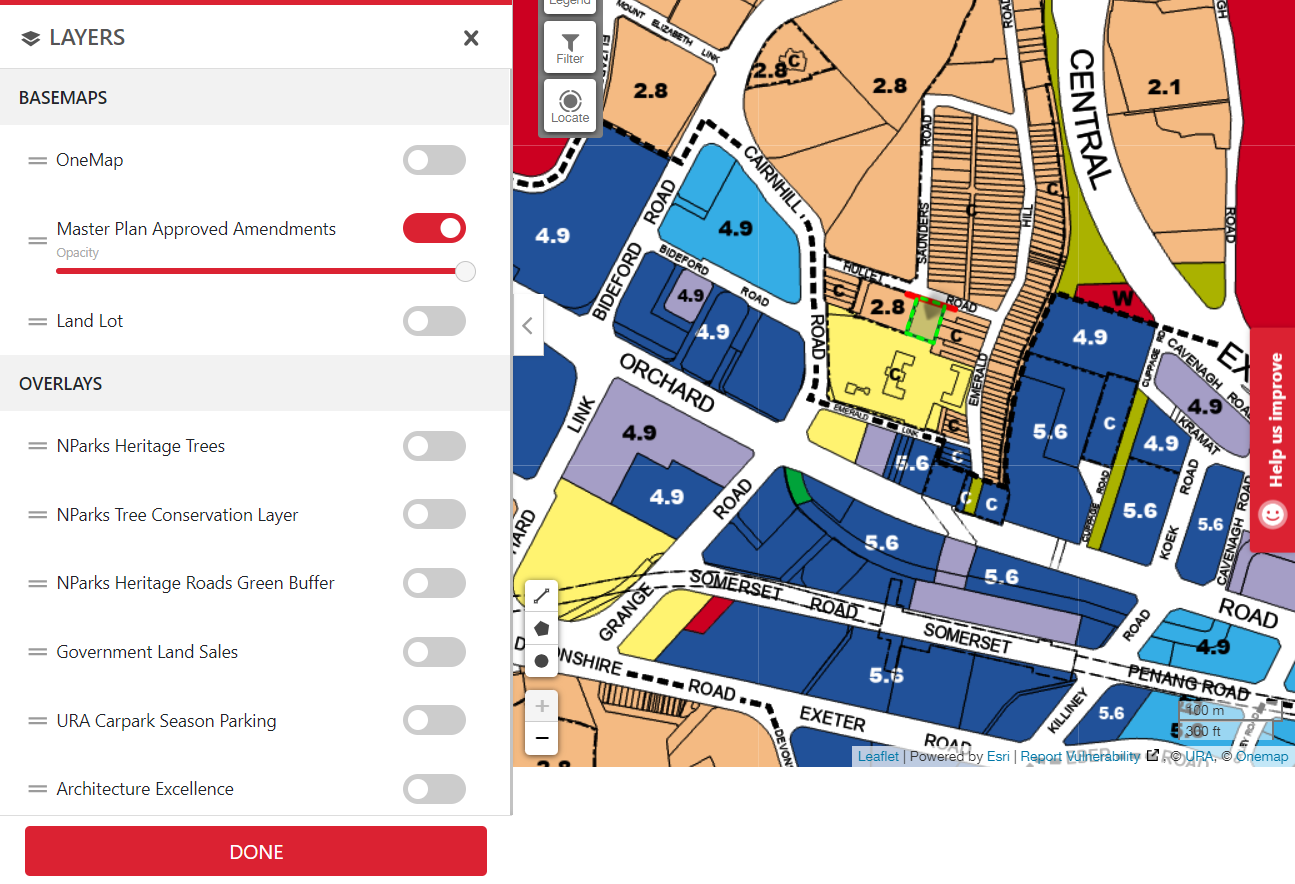 LAYERS
BASEMAPS
OneMap
Master Plan Approved Amendments
Opacity
Land Lot
OVERLAYS
NParks Heritage Trees
NParks Tree Conservation Layer
NParks Heritage Roads Green Buffer
Government Land Sales
URA Carpark Season Parking
Architecture Excellence
DONE
Legend
Filter
Locate
MOUNT ELIZABETH LINK
2.8
2.8 C
2.8
ROAD
CENTRAL
2.1
ROAD
CAIRNHILL
ROAD
ROAD
SAUNDERS
C
C
HILL
ROAD
4.9
4.9
BIDEFORD
BIDEFORD
ROAD
HULLET
ROAD
C
2.8
C
W
4.9
4.9
ROAD
C
EMERALD
4.9
CUPPAGE RD
CAVENAGH ROAD
EX
ORCHARD
LINK
EMERALD LINK
C
4.9
5.6
C
4.9
KRAMAT
4.9
5.6
C
C
C
4.9
ROAD
ROAD
CUPPAGE ROAD
5.6
KOEK
5.6
CAVENAGH ROAD
5.6
5.6
SOMERSET ROAD
SOMERSET
ROAD
ROAD
GRANGE
4.9
5.6
PENANG ROAD
ROAD
EXETER
ROAD
KILLINEY
5.6
2.8
100 m
300 ft
Help us improve
Leaflet | Powered by Esri | Report Vulnerability , © URA, © Onemap